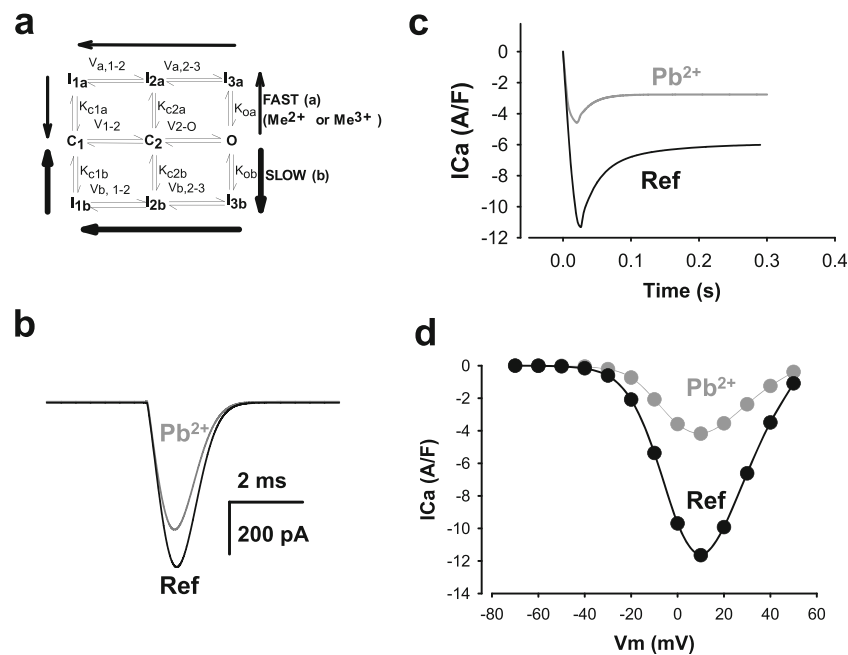 a
V a,1-2 Va,2-3
I1a I2a I3a
Kc1a Kc2a Koa
FAST (a)
(Me2+ or Me3+ )
V1-2 V2-O
C1 C2 O
Kc1b Kc2b Kob
SLOW (b)
Vb, 1-2 Vb,2-3
I1b I2b I3b
b
Pb2+
2 ms
200 pA
Ref
c
ICa (A/F)
0
-2
-4
-6
-8
-10
-12
Pb2+
Ref
0.0 0.1 0.2 0.3 0.4
Time (s)
d
ICa (A/F)
0
-2
-4
-6
-8
-10
-12
-14
Pb2+
Ref
-80 -60 -40 -20 0 20 40 60
Vm (mV)